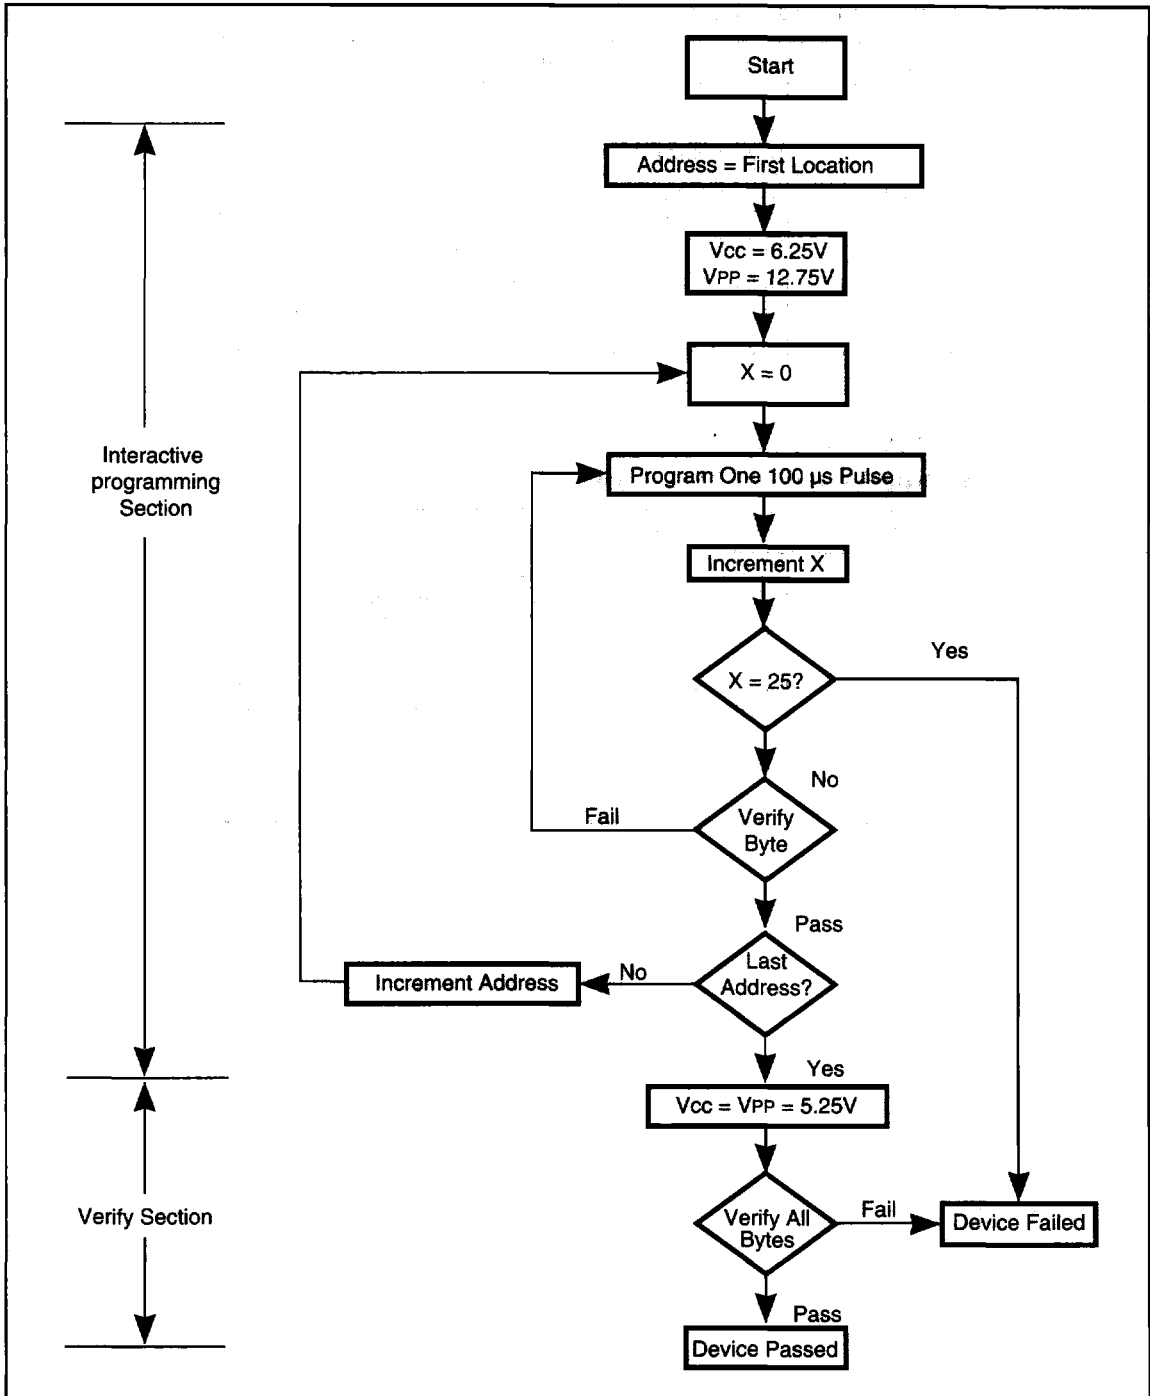 Start
Address = First Location
Vcc = 6.25V
VPP = 12.75V
X = 0
Interactive
programming
Section
Program One 100 µs Pulse
Increment X
X = 25?
Yes
No
Verify
Byte
Fail
Pass
Last
Address?
No
Increment Address
Yes
Vcc = VPP = 5.25V
Verify Section
Verify All
Bytes
Fail
Device Failed
Pass
Device Passed